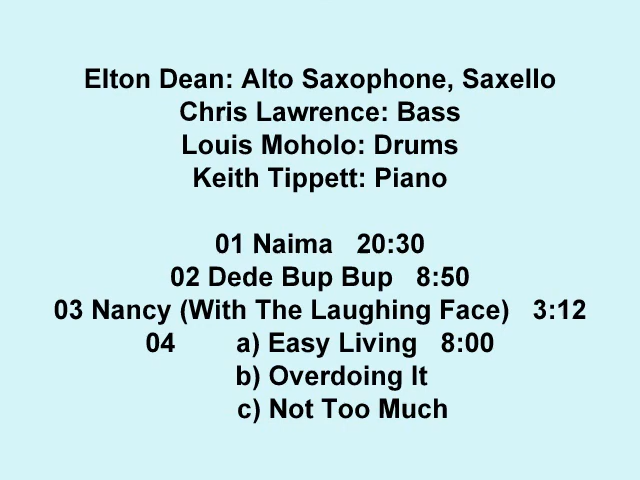 Elton Dean: Alto Saxophone, Saxello
Chris Lawrence: Bass
Louis Moholo: Drums
Keith Tippett: Piano
01 Naima 20:30
02 Dede Bup Bup 8:50
03 Nancy (With The Laughing Face) 3:12
04 a) Easy Living 8:00
b) Overdoing It
c) Not Too Much